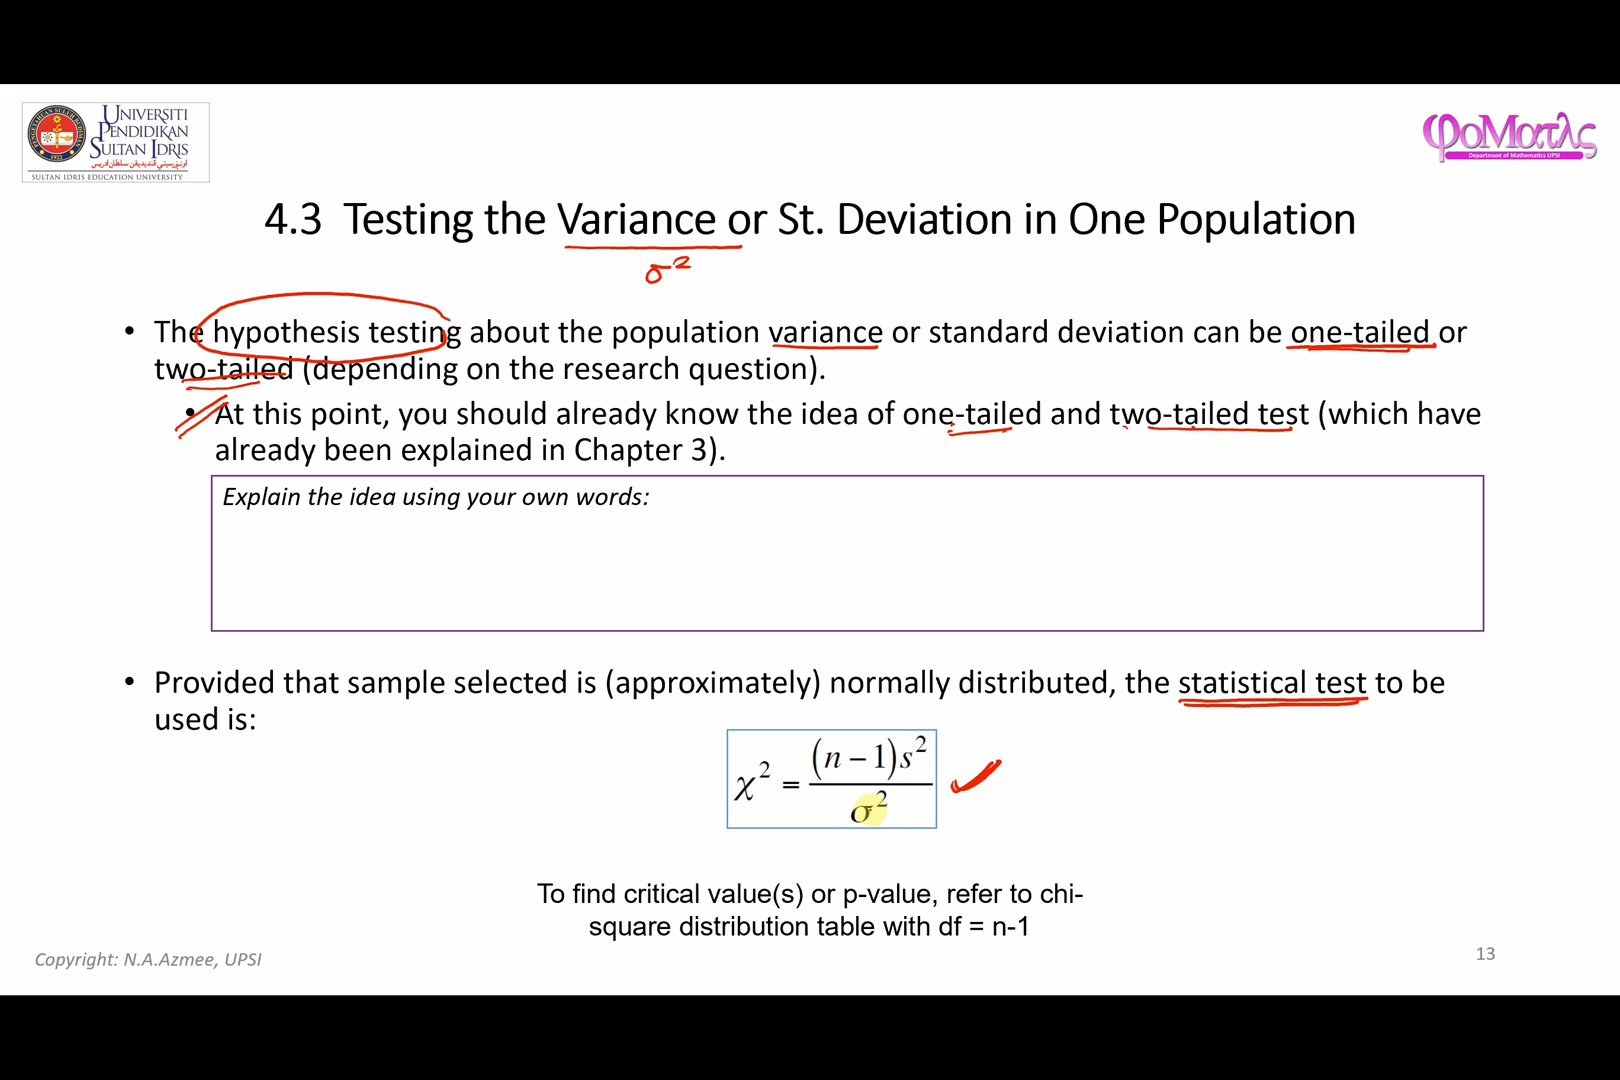 UNIVERSITI
PENDIDIKAN
SULTAN IDRIS
اونيۏرسيتي ڤنديديقن سلطان ادريس
SULTAN IDRIS EDUCATION UNIVERSITY
φοΜατλς
Department of Mathematics UPSI
4.3 Testing the Variance or St. Deviation in One Population
σ²
• The hypothesis testing about the population variance or standard deviation can be one-tailed or
two-tailed (depending on the research question).
• At this point, you should already know the idea of one-tailed and two-tailed test (which have
already been explained in Chapter 3).
Explain the idea using your own words:
• Provided that sample selected is (approximately) normally distributed, the statistical test to be
used is:
χ² = (n − 1)s² / σ²
To find critical value(s) or p-value, refer to chi-
square distribution table with df = n-1
Copyright: N.A.Azmee, UPSI
13